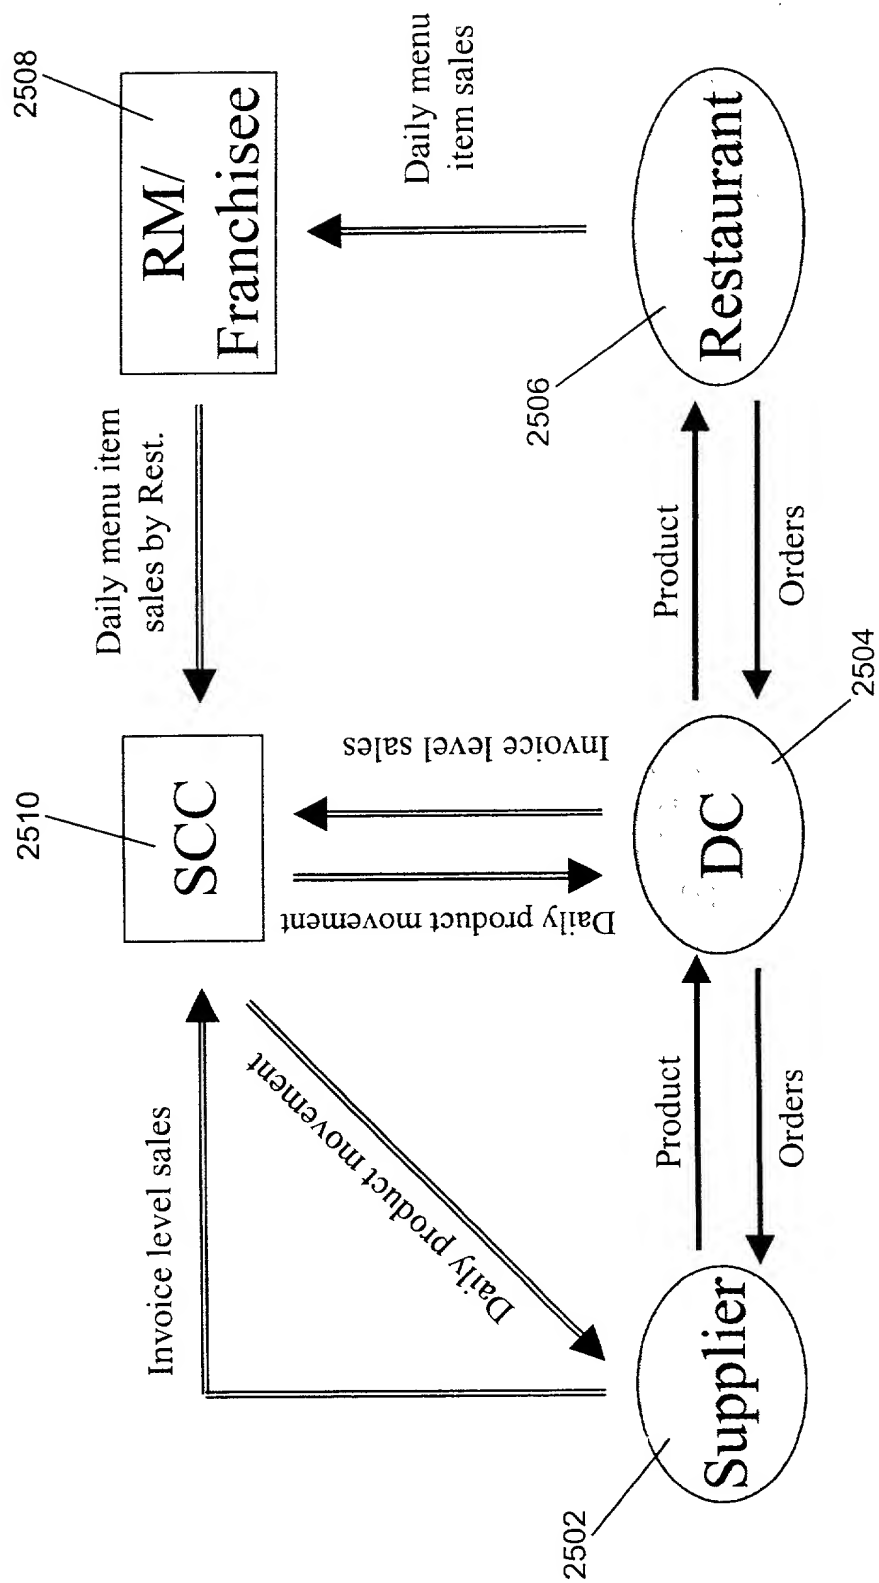 2510
SCC
Daily menu item
sales by Rest.
2508
RM/
Franchisee
Invoice level sales
Daily product movement
Daily product movement
Invoice level sales
Daily menu
item sales
2502
Supplier
Product
Orders
DC
2504
Product
Orders
2506
Restaurant